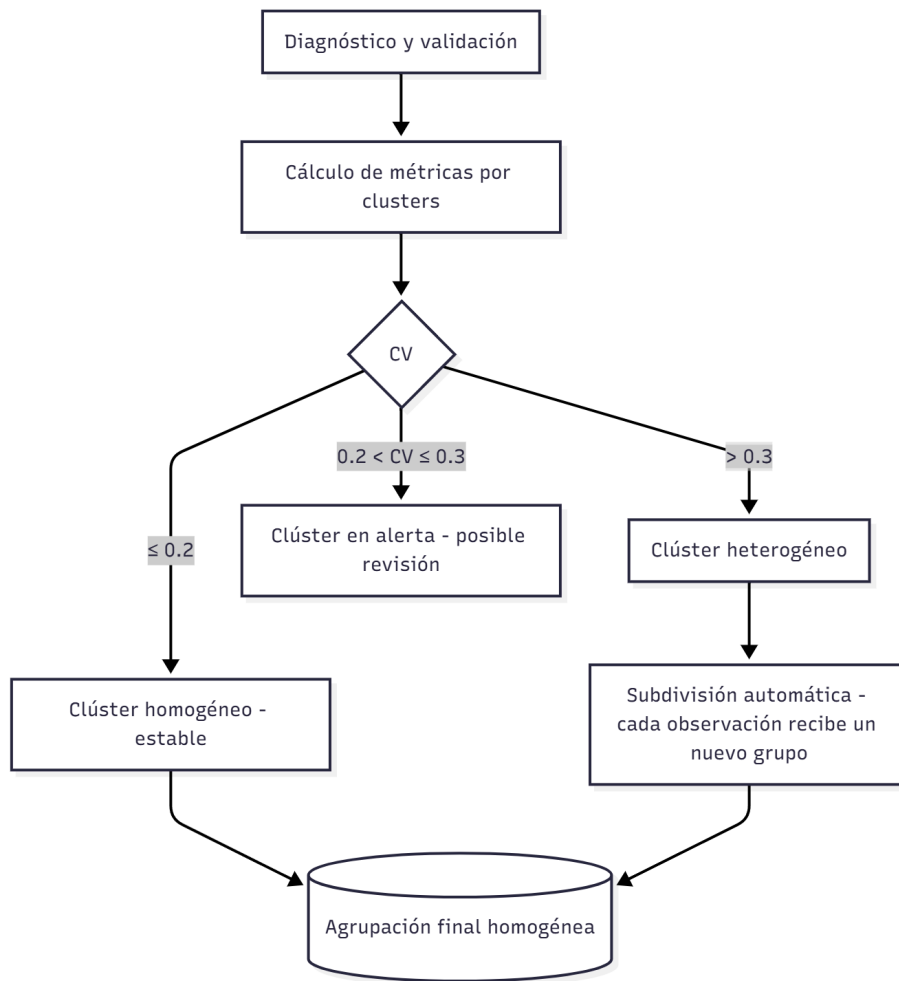 Diagnóstico y validación
Cálculo de métricas por
clusters
CV
0.2 < CV ≤ 0.3
> 0.3
Clúster en alerta - posible
revisión
Clúster heterogéneo
≤ 0.2
Clúster homogéneo -
estable
Subdivisión automática -
cada observación recibe un
nuevo grupo
Agrupación final homogénea